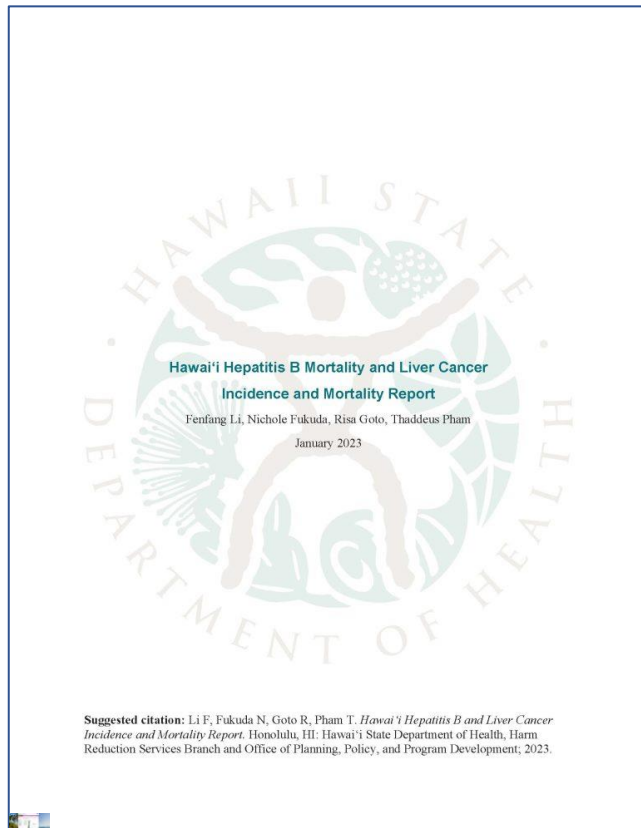 HAWAII STATE
DEPARTMENT OF HEALTH
Hawaiʻi Hepatitis B Mortality and Liver Cancer
Incidence and Mortality Report
Fenfang Li, Nichole Fukuda, Risa Goto, Thaddeus Pham
January 2023
Suggested citation: Li F, Fukuda N, Goto R, Pham T. Hawaiʻi Hepatitis B and Liver Cancer
Incidence and Mortality Report. Honolulu, HI: Hawaiʻi State Department of Health, Harm
Reduction Services Branch and Office of Planning, Policy, and Program Development; 2023.